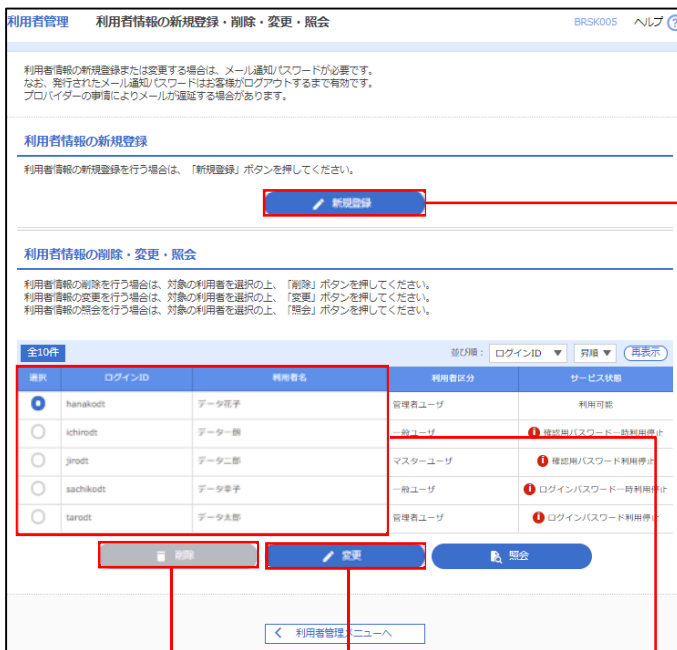 利用者管理 利用者情報の新規登録・削除・変更・照会 BRSK005 ヘルプ ?
利用者情報の新規登録または変更する場合は、メール通知パスワードが必要です。
なお、発行されたメール通知パスワードはお客様がログアウトするまで有効です。
プロバイダーの事情によりメールが遅延する場合があります。
利用者情報の新規登録
利用者情報の新規登録を行う場合は、「新規登録」ボタンを押してください。
新規登録
利用者情報の削除・変更・照会
利用者情報の削除を行う場合は、対象の利用者を選択の上、「削除」ボタンを押してください。
利用者情報の変更を行う場合は、対象の利用者を選択の上、「変更」ボタンを押してください。
利用者情報の照会を行う場合は、対象の利用者を選択の上、「照会」ボタンを押してください。
全10件 並び順： ログインID ▼ 昇順 ▼ 再表示
選択 ログインID 利用者名 利用者区分 サービス状態
hanakodt データ花子 管理者ユーザ 利用可能
ichirodt データ一朗 一般ユーザ 確認用パスワード一時利用停止
jirodt データ二郎 マスターユーザ 確認用パスワード利用停止
sachikodt データ幸子 一般ユーザ ログインパスワード一時利用停止
tarodt データ太郎 管理者ユーザ ログインパスワード利用停止
削除 変更 照会
利用者管理メニューへ